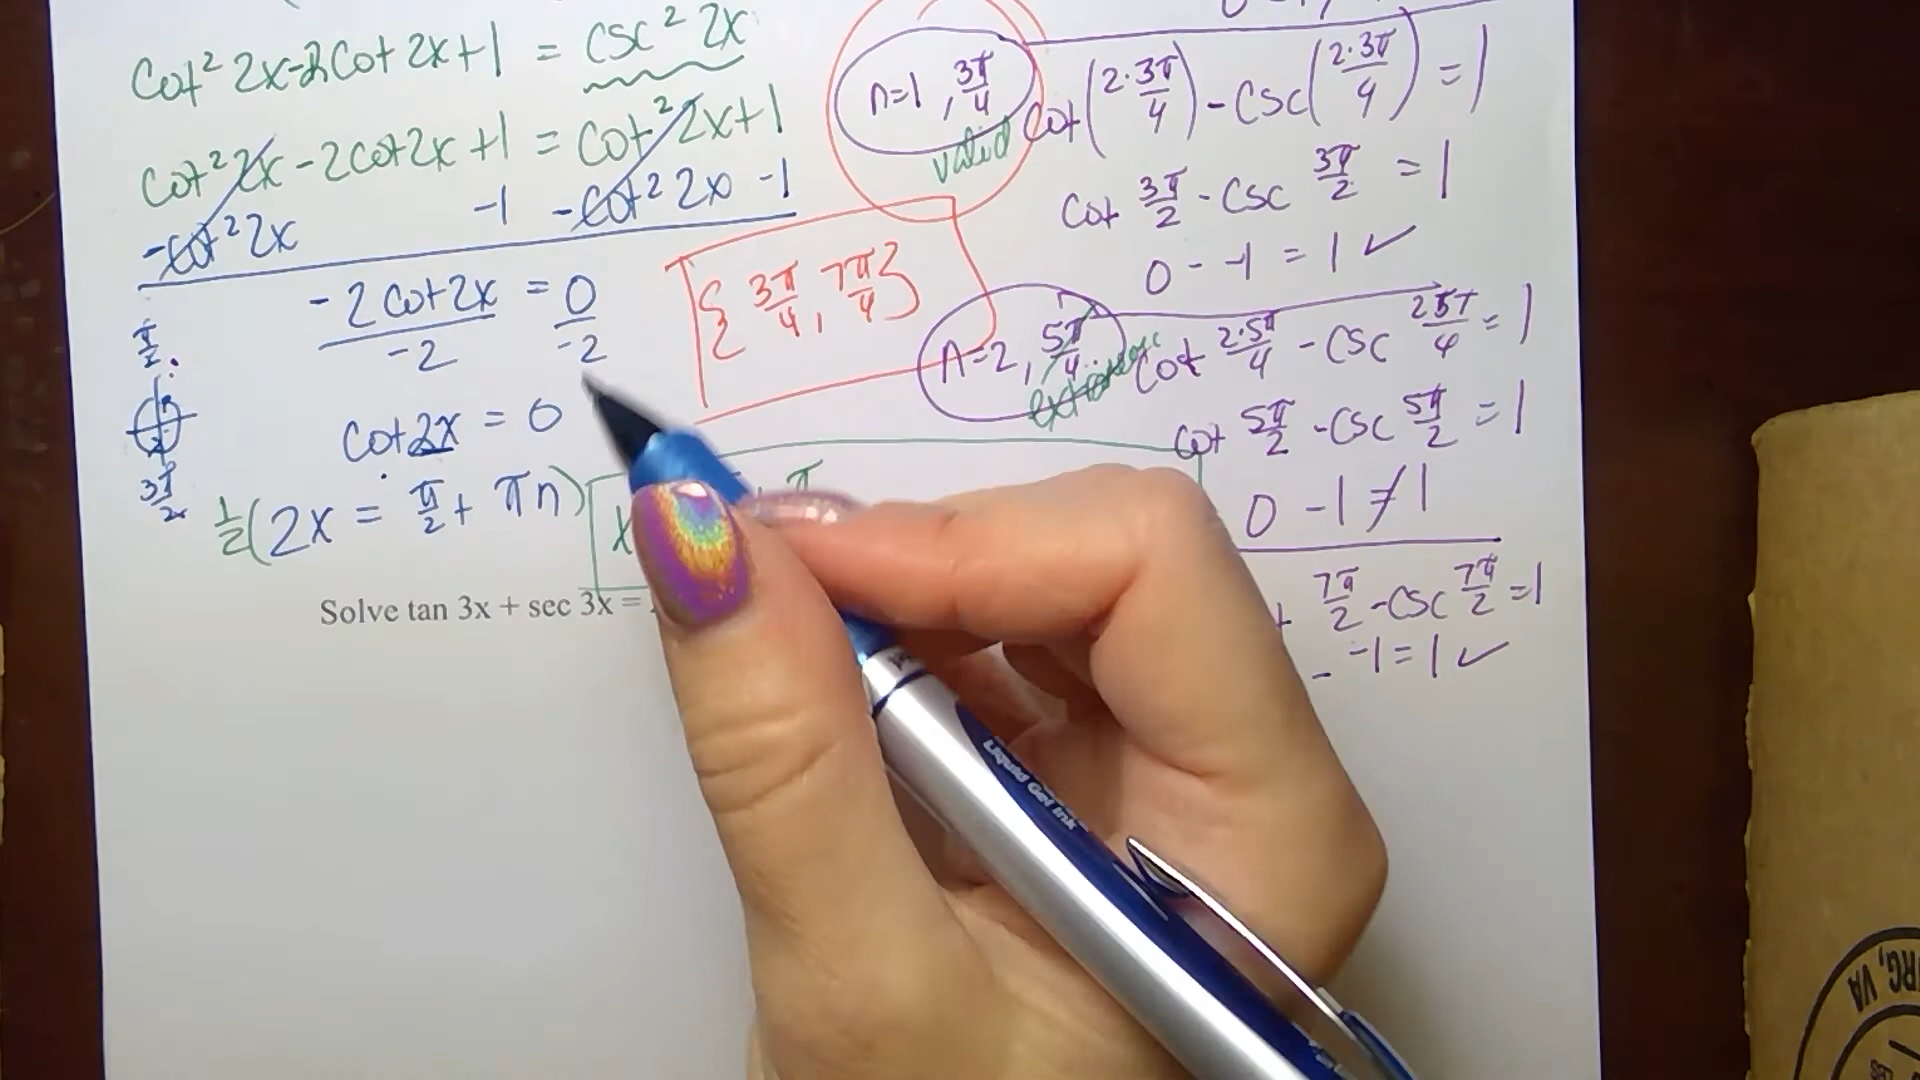 cot² 2x-2cot 2x+1 = csc² 2x
cot² 2x - 2cot 2x + 1 = cot² 2x+1
-cot² 2x -1 -cot² 2x -1
-2cot 2x = 0
-2 -2
cot 2x = 0
π/2
3π/2
1/2(2x = π/2 + πn)
x
π
{3π/4, 7π/4}
Solve tan 3x + sec 3x =
n=1, 3π/4
valid
cot(2·3π/4) - csc(2·3π/4) = 1
cot 3π/2 - csc 3π/2 = 1
0 - -1 = 1 ✓
n=2, 5π/4
cot 2·5π/4 - csc 2·5π/4 = 1
cot 5π/2 - csc 5π/2 = 1
0 - 1 ≠ 1
7π/2 - csc 7π/2 = 1
- -1 = 1 ✓
Liquid Gel Ink
RG, VA